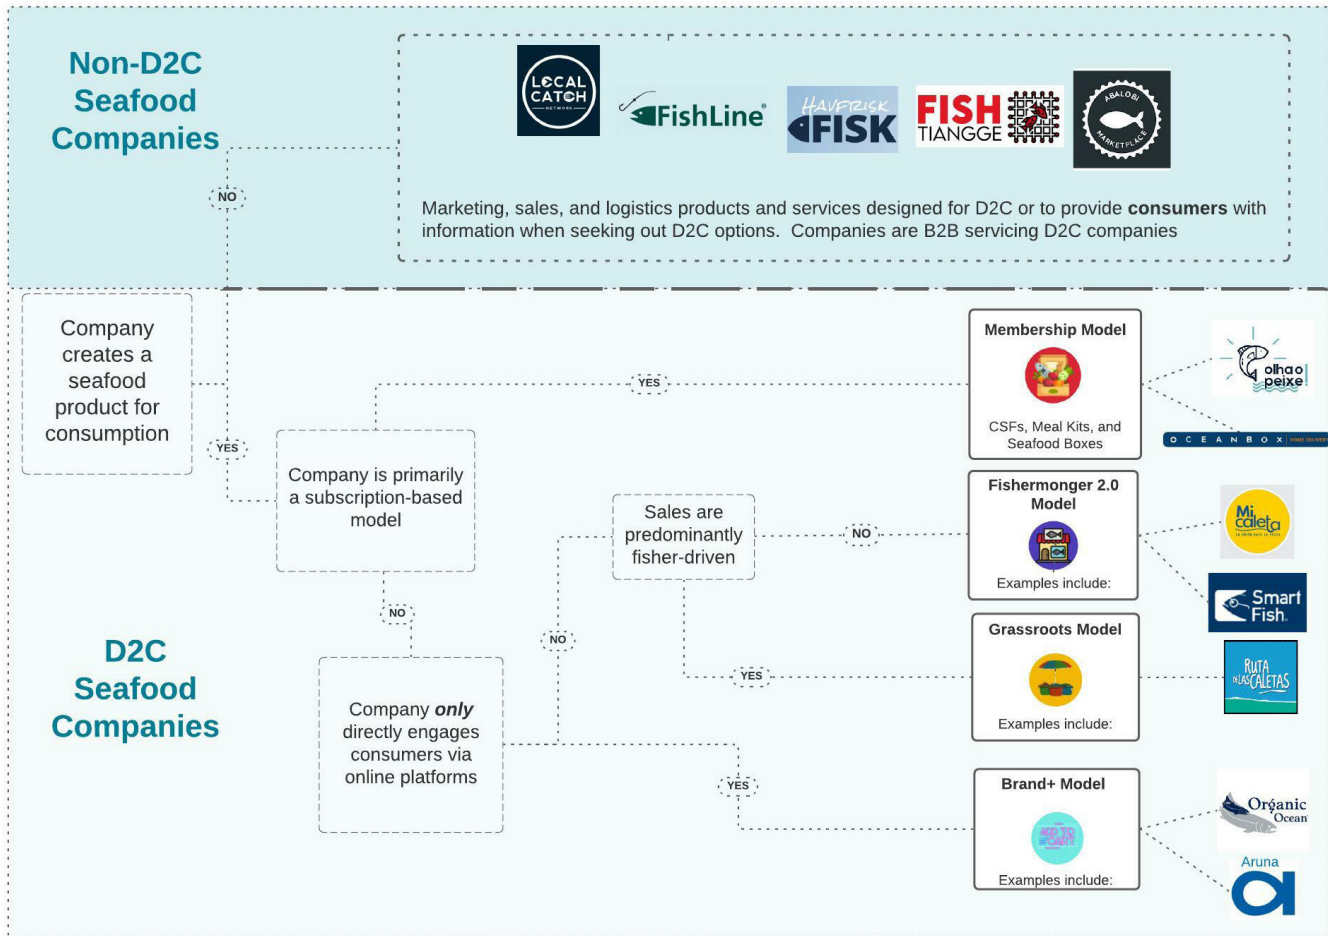 Non-D2C
Seafood
Companies
LOCAL
CATCH
NETWORK
FishLine®
HAVFRISK
FISK
FISH
TIANGGE
ABALOBI
MARKETPLACE
NO
Marketing, sales, and logistics products and services designed for D2C or to provide consumers with
information when seeking out D2C options.  Companies are B2B servicing D2C companies
Company
creates a
seafood
product for
consumption
YES
Company is primarily
a subscription-based
model
YES
Membership Model
CSFs, Meal Kits, and
Seafood Boxes
olhao
peixe!
OCEANBOX HOME DELIVERY
Sales are
predominantly
fisher-driven
NO
Fishermonger 2.0
Model
Examples include:
Mi
caleta
Smart
Fish
NO
NO
D2C
Seafood
Companies
Company only
directly engages
consumers via
online platforms
YES
Grassroots Model
Examples include:
RUTA
DE LAS CALETAS
YES
Brand+ Model
ADD TO
CART
Examples include:
Organic
Ocean
Aruna